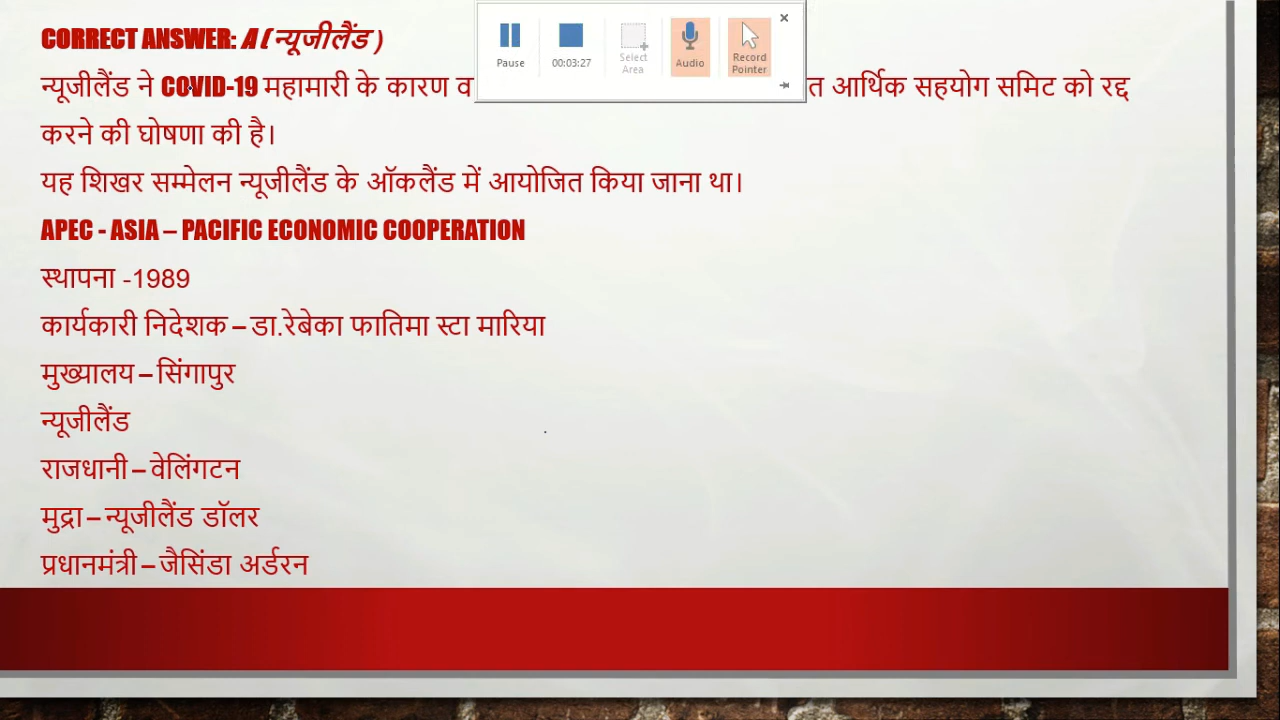 CORRECT ANSWER: A ( न्यूजीलैंड )
न्यूजीलैंड ने COVID-19 महामारी के कारण व
त आर्थिक सहयोग समिट को रद्द
करने की घोषणा की है।
यह शिखर सम्मेलन न्यूजीलैंड के ऑकलैंड में आयोजित किया जाना था।
APEC - ASIA – PACIFIC ECONOMIC COOPERATION
स्थापना -1989
कार्यकारी निदेशक – डा.रेबेका फातिमा स्टा मारिया
मुख्यालय – सिंगापुर
न्यूजीलैंड
राजधानी – वेलिंगटन
मुद्रा – न्यूजीलैंड डॉलर
प्रधानमंत्री – जैसिंडा अर्डरन
Pause
00:03:27
Select
Area
Audio
Record
Pointer